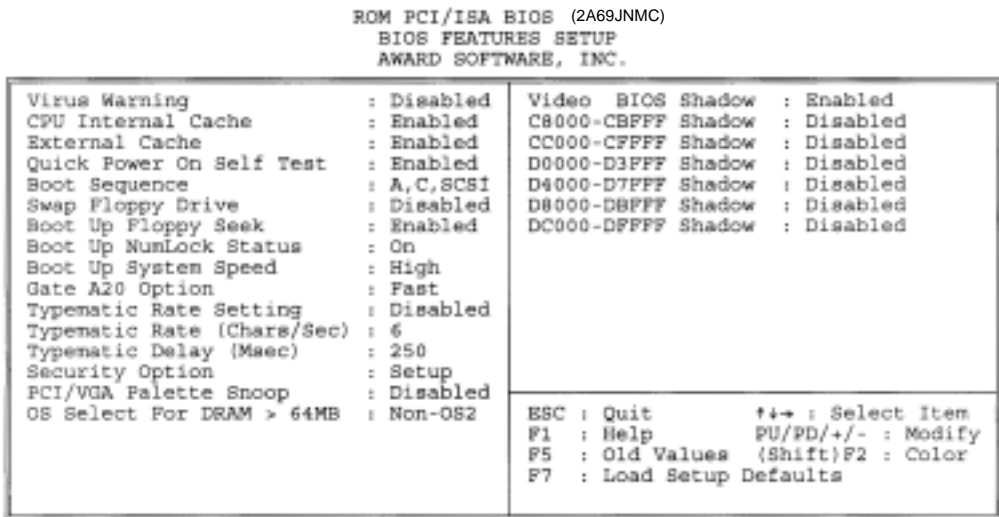 ROM PCI/ISA BIOS (2A69JNMC)
BIOS FEATURES SETUP
AWARD SOFTWARE, INC.
Virus Warning : Disabled
CPU Internal Cache : Enabled
External Cache : Enabled
Quick Power On Self Test : Enabled
Boot Sequence : A,C,SCSI
Swap Floppy Drive : Disabled
Boot Up Floppy Seek : Enabled
Boot Up NumLock Status : On
Boot Up System Speed : High
Gate A20 Option : Fast
Typematic Rate Setting : Disabled
Typematic Rate (Chars/Sec) : 6
Typematic Delay (Msec) : 250
Security Option : Setup
PCI/VGA Palette Snoop : Disabled
OS Select For DRAM > 64MB : Non-OS2
Video BIOS Shadow : Enabled
C8000-CBFFF Shadow : Disabled
CC000-CFFFF Shadow : Disabled
D0000-D3FFF Shadow : Disabled
D4000-D7FFF Shadow : Disabled
D8000-DBFFF Shadow : Disabled
DC000-DFFFF Shadow : Disabled
ESC : Quit ↑↓→ : Select Item
F1 : Help PU/PD/+/- : Modify
F5 : Old Values (Shift)F2 : Color
F7 : Load Setup Defaults